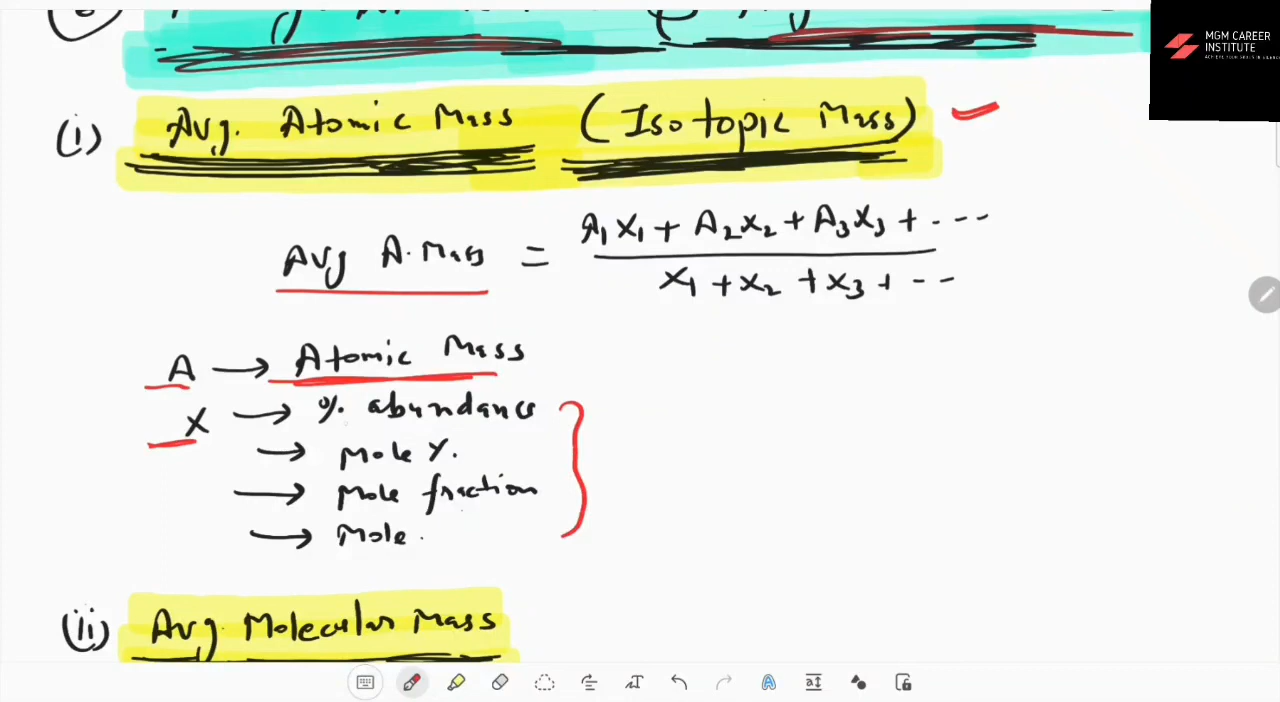 MGM CAREER
INSTITUTE
(i) Avg. Atomic Mass (Isotopic Mass)
Avg A. Mass = A₁X₁ + A₂X₂ + A₃X₃ + ---
X₁ + X₂ + X₃ + --
A → Atomic Mass
X → % abundance
→ Mole %.
→ Mole fraction
→ Mole.
(ii) Avg. Molecular Mass